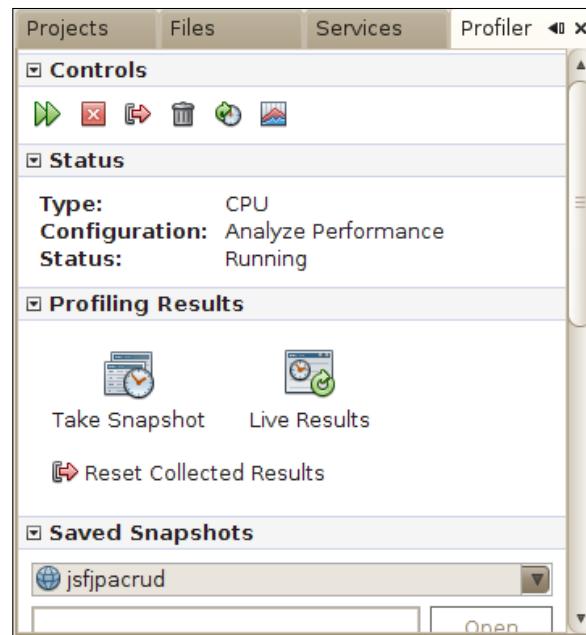 Projects Files Services Profiler
Controls
Status
Type: CPU
Configuration: Analyze Performance
Status: Running
Profiling Results
Take Snapshot Live Results
Reset Collected Results
Saved Snapshots
jsfjpacrud
Open